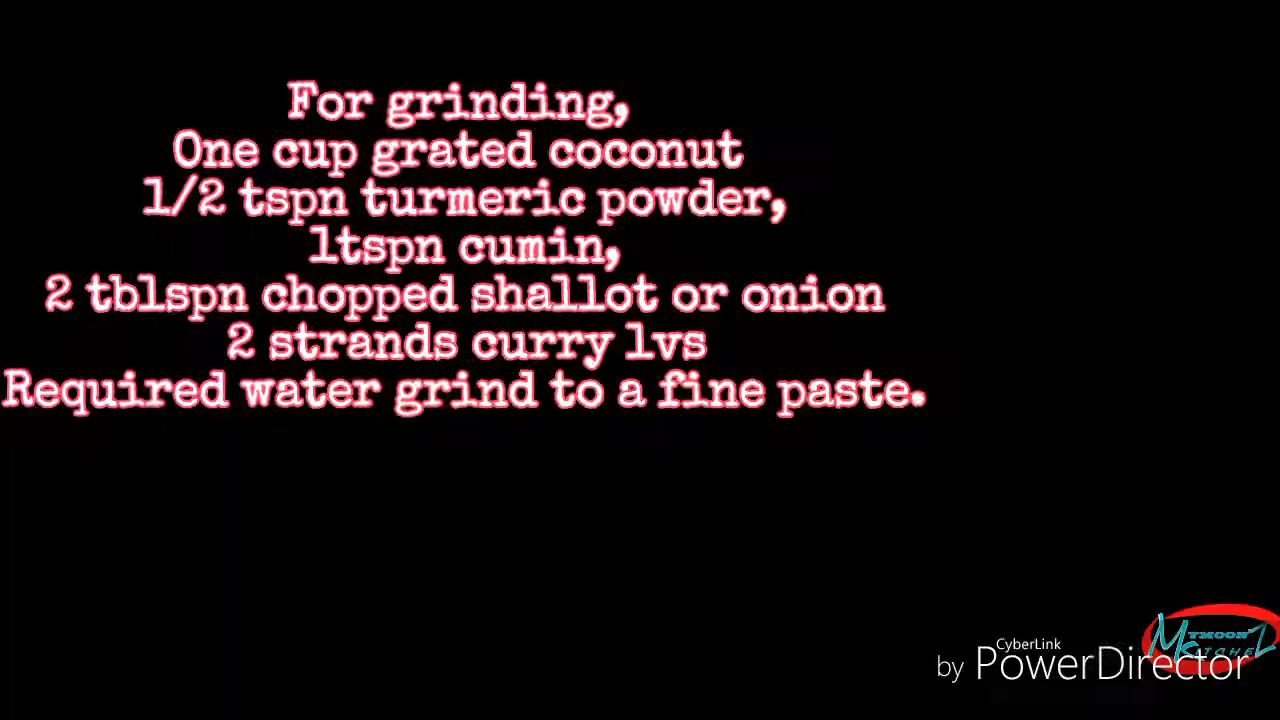 For grinding,
One cup grated coconut
1/2 tspn turmeric powder,
1tspn cumin,
2 tblspn chopped shallot or onion
2 strands curry lvs
Required water grind to a fine paste.
CyberLink
by PowerDirector